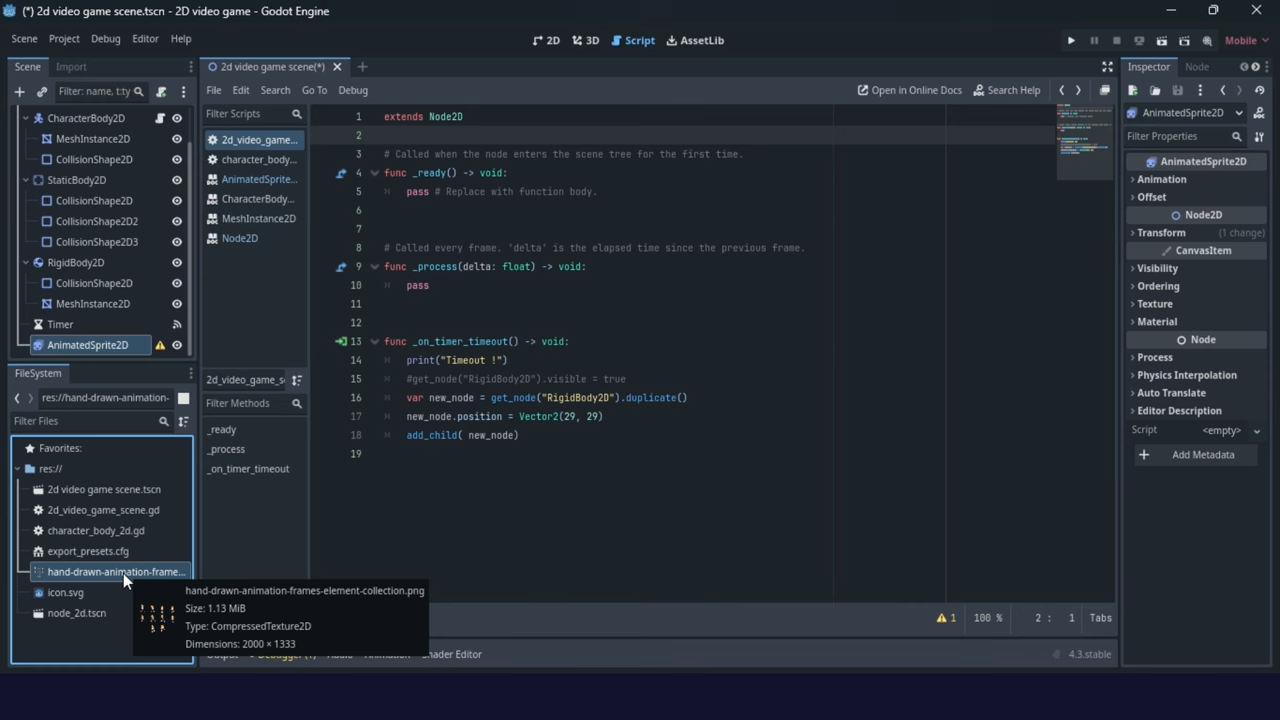 (*) 2d video game scene.tscn - 2D video game - Godot Engine
Scene Project Debug Editor Help
2D 3D Script AssetLib
Mobile
Scene Import
Filter: name, t:ty
CharacterBody2D
MeshInstance2D
CollisionShape2D
StaticBody2D
CollisionShape2D
CollisionShape2D2
CollisionShape2D3
RigidBody2D
CollisionShape2D
MeshInstance2D
Timer
AnimatedSprite2D
FileSystem
res://hand-drawn-animation-
Filter Files
Favorites:
res://
2d video game scene.tscn
2d_video_game_scene.gd
character_body_2d.gd
export_presets.cfg
hand-drawn-animation-frame...
icon.svg
node_2d.tscn
hand-drawn-animation-frames-element-collection.png
Size: 1.13 MiB
Type: CompressedTexture2D
Dimensions: 2000 × 1333
2d video game scene(*)
File Edit Search Go To Debug
Open in Online Docs Search Help
Filter Scripts
2d_video_game...
character_body...
AnimatedSprite...
CharacterBody...
MeshInstance2D
Node2D
2d_video_game_s
Filter Methods
_ready
_process
_on_timer_timeout
1 extends Node2D
2
3 # Called when the node enters the scene tree for the first time.
4 func _ready() -> void:
5 pass # Replace with function body.
6
7
8 # Called every frame. 'delta' is the elapsed time since the previous frame.
9 func _process(delta: float) -> void:
10 pass
11
12
13 func _on_timer_timeout() -> void:
14 print("Timeout !")
15 #get_node("RigidBody2D").visible = true
16 var new_node = get_node("RigidBody2D").duplicate()
17 new_node.position = Vector2(29, 29)
18 add_child( new_node)
19
1 100 % 2 : 1 Tabs
Output Debugger (1) Audio Animation Shader Editor
4.3.stable
Inspector Node
AnimatedSprite2D
Filter Properties
AnimatedSprite2D
Animation
Offset
Node2D
Transform (1 change)
CanvasItem
Visibility
Ordering
Texture
Material
Node
Process
Physics Interpolation
Auto Translate
Editor Description
Script <empty>
Add Metadata